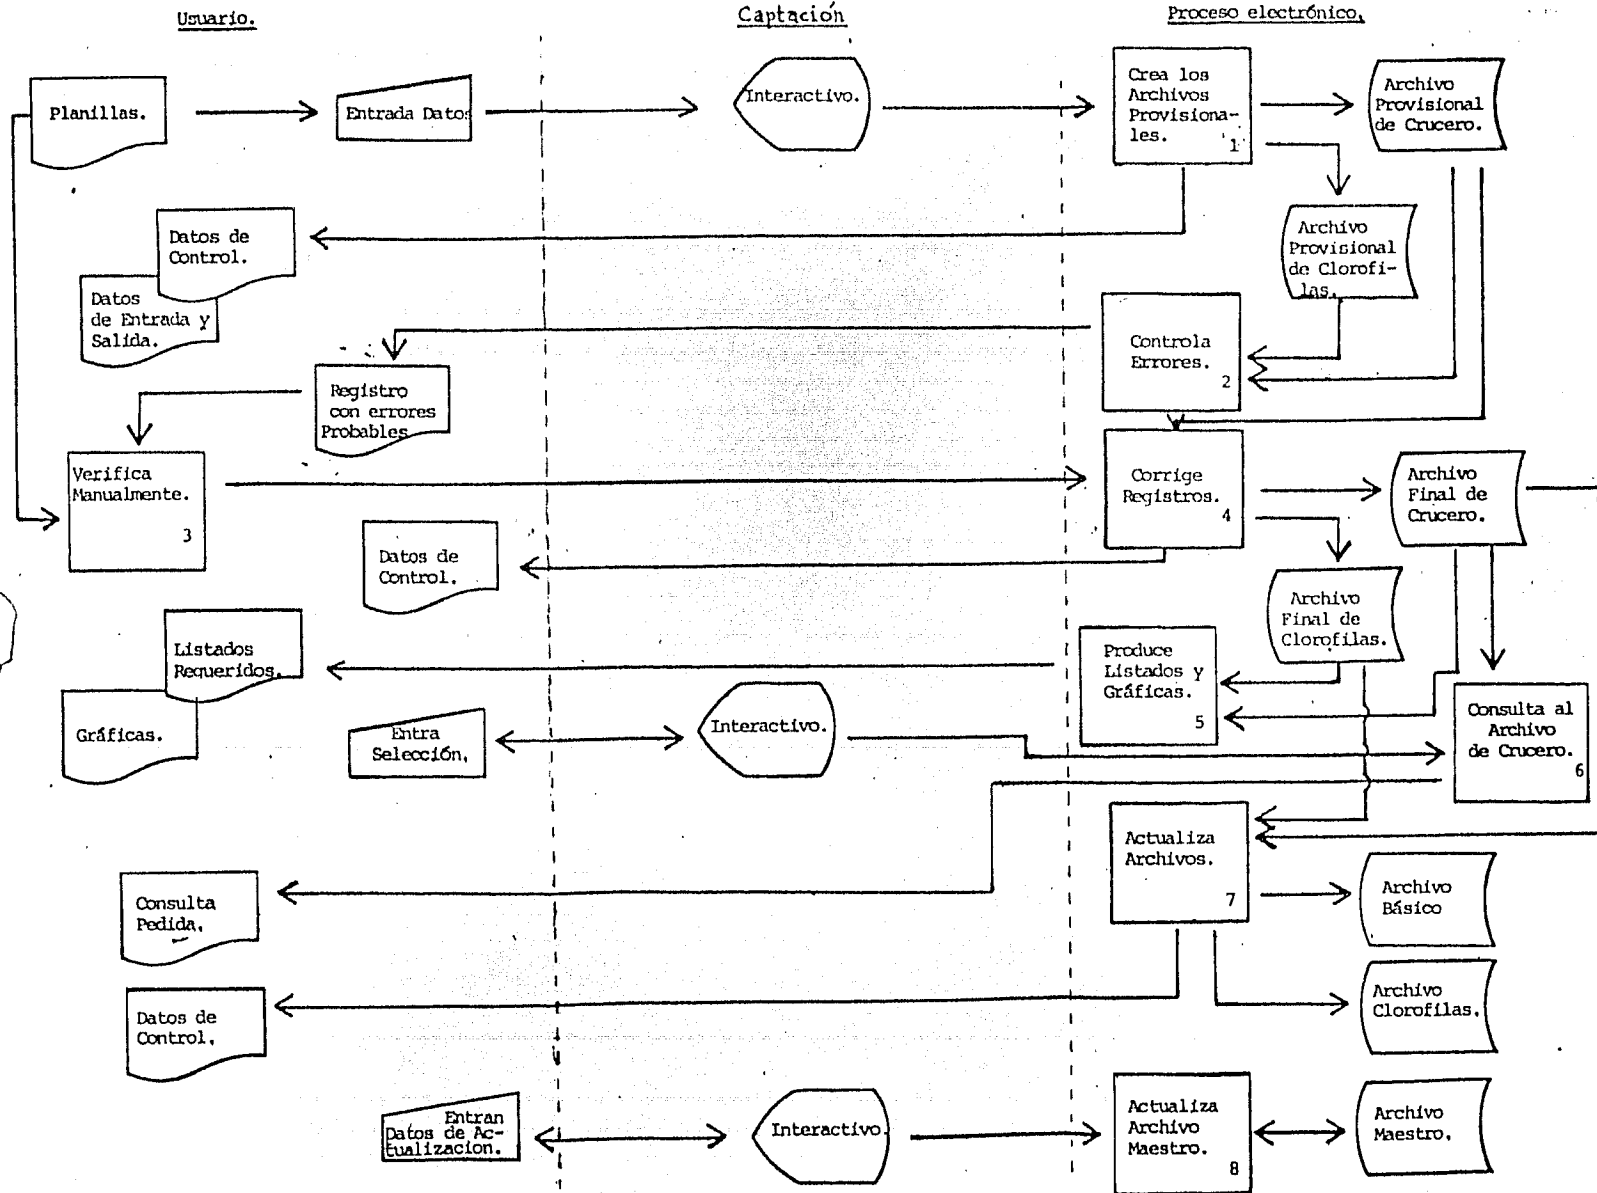 Usuario.
Captación
Proceso electrónico.
Planillas.
Entrada Datos
Interactivo.
Crea los
Archivos
Provisiona-
les.
1
Archivo
Provisional
de Crucero.
Datos de
Control.
Datos
de Entrada y
Salida.
Archivo
Provisional
de Clorofi-
las.
Controla
Errores.
2
Registro
con errores
Probables
Verifica
Manualmente.
3
Corrige
Registros.
4
Archivo
Final de
Crucero.
Datos de
Control.
Archivo
Final de
Clorofilas.
Listados
Requeridos.
Gráficas.
Produce
Listados y
Gráficas.
5
Entra
Selección.
Interactivo.
Consulta al
Archivo
de Crucero.
6
Actualiza
Archivos.
7
Consulta
Pedida.
Archivo
Básico
Datos de
Control.
Archivo
Clorofilas.
Entran
Datos de Ac-
tualizacion.
Interactivo.
Actualiza
Archivo
Maestro.
8
Archivo
Maestro.